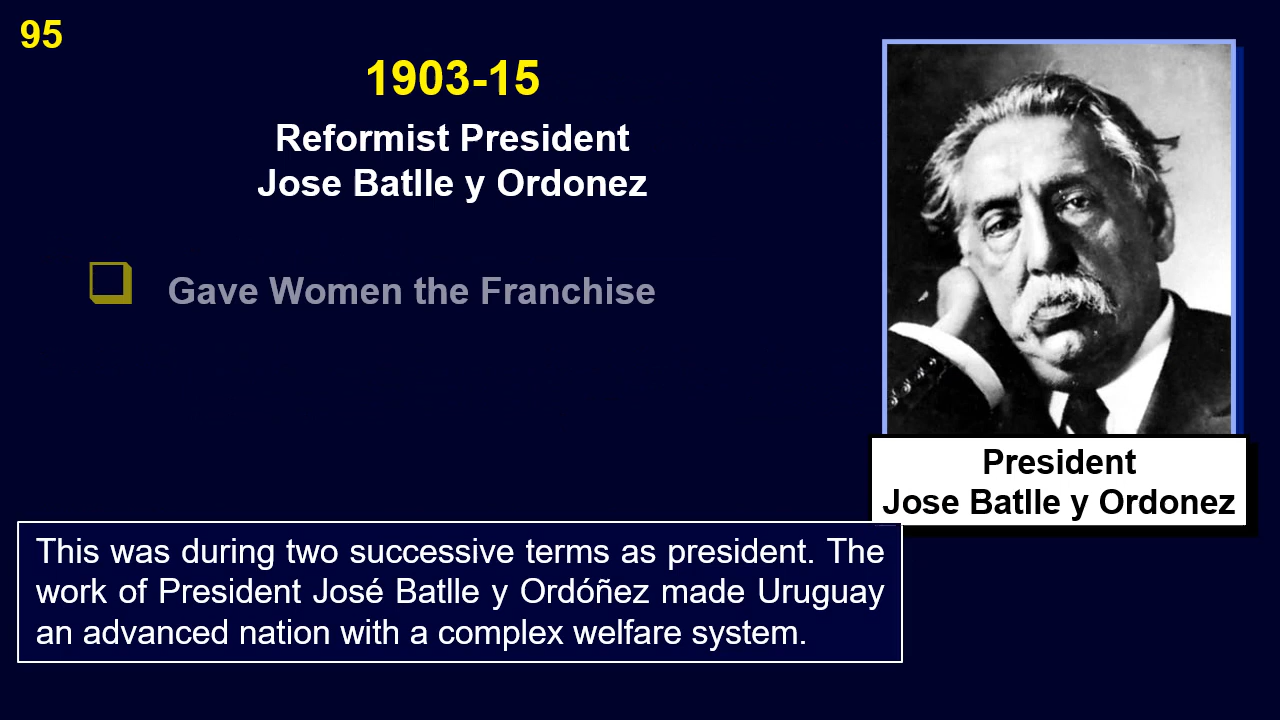 95
1903-15
Reformist President
Jose Batlle y Ordonez
Gave Women the Franchise
President
Jose Batlle y Ordonez
This was during two successive terms as president. The
work of President José Batlle y Ordóñez made Uruguay
an advanced nation with a complex welfare system.